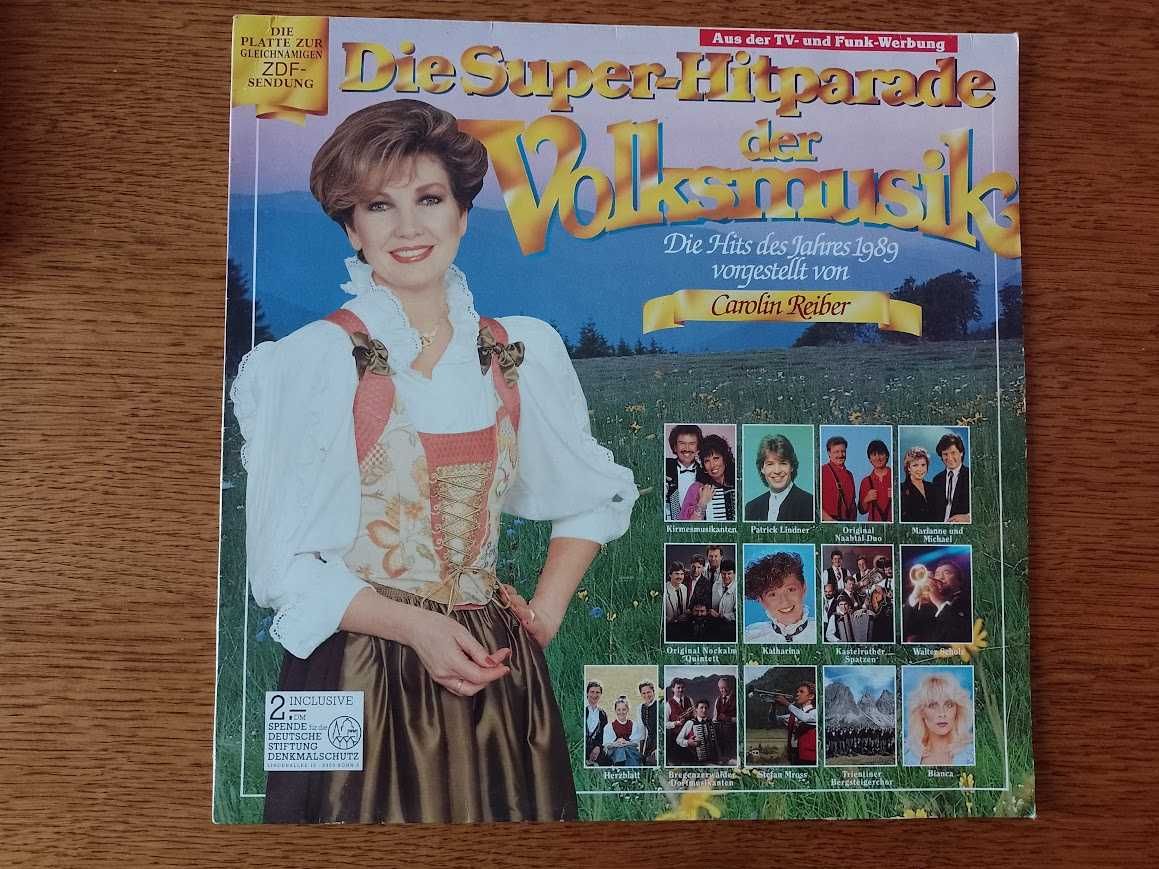 DIE
PLATTE ZUR
GLEICHNAMIGEN
ZDF-
SENDUNG
Aus der TV- und Funk-Werbung
Die Super-Hitparade
der
Volksmusik
Die Hits des Jahres 1989
vorgestellt von
Carolin Reiber
Kirmesmusikanten
Patrick Lindner
Original
Naabtal Duo
Marianne und
Michael
Original Nockalm
Quintett
Katharina
Kastelruther
Spatzen
Walter Scholz
Herzblatt
Bregenzerwälder
Dorfmusikanten
Stefan Mross
Trientiner
Bergsteigerchor
Bianca
2.- DM
INCLUSIVE
SPENDE für die
DEUTSCHE
STIFTUNG
DENKMALSCHUTZ